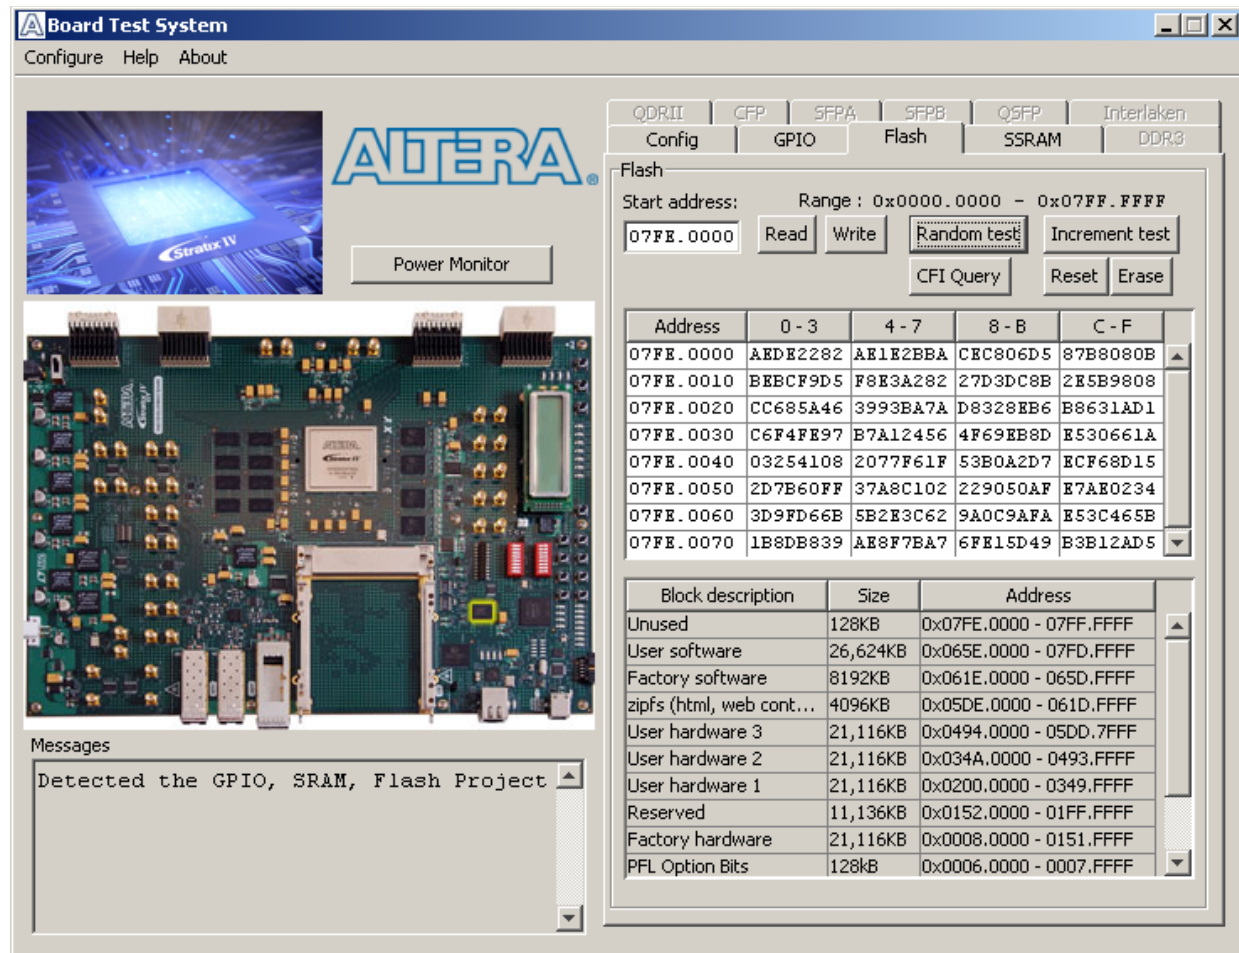 ALTERA Board Test System
Configure Help About
QDRII CFP SFPA SFPB QSFP Interlaken
Config GPIO Flash SSRAM DDR3
Stratix IV
ALTERA
®
Power Monitor
Flash
Start address: Range : 0x0000.0000 - 0x07FF.FFFF
07FE.0000 Read Write Random test Increment test
CFI Query Reset Erase
Address 0 - 3 4 - 7 8 - B C - F
07FE.0000 AEDE2282 AE1E2BBA CEC806D5 87B8080B
07FE.0010 BEBCF9D5 F8E3A282 27D3DC8B 2E5B9808
07FE.0020 CC685A46 3993BA7A D8328EB6 B8631AD1
07FE.0030 C6F4FE97 B7A12456 4F69EB8D E530661A
07FE.0040 03254108 2077F61F 53B0A2D7 ECF68D15
07FE.0050 2D7B60FF 37A8C102 229050AF E7AE0234
07FE.0060 3D9FD66B 5B2E3C62 9A0C9AFA E53C465B
07FE.0070 1B8DB839 AE8F7BA7 6FE15D49 B3B12AD5
Block description Size Address
Unused 128KB 0x07FE.0000 - 07FF.FFFF
User software 26,624KB 0x065E.0000 - 07FD.FFFF
Factory software 8192KB 0x061E.0000 - 065D.FFFF
zipfs (html, web cont... 4096KB 0x05DE.0000 - 061D.FFFF
User hardware 3 21,116KB 0x0494.0000 - 05DD.7FFF
User hardware 2 21,116KB 0x034A.0000 - 0493.FFFF
User hardware 1 21,116KB 0x0200.0000 - 0349.FFFF
Reserved 11,136KB 0x0152.0000 - 01FF.FFFF
Factory hardware 21,116KB 0x0008.0000 - 0151.FFFF
PFL Option Bits 128kB 0x0006.0000 - 0007.FFFF
ALTERA
ALTERA
Stratix IV
Messages
Detected the GPIO, SRAM, Flash Project